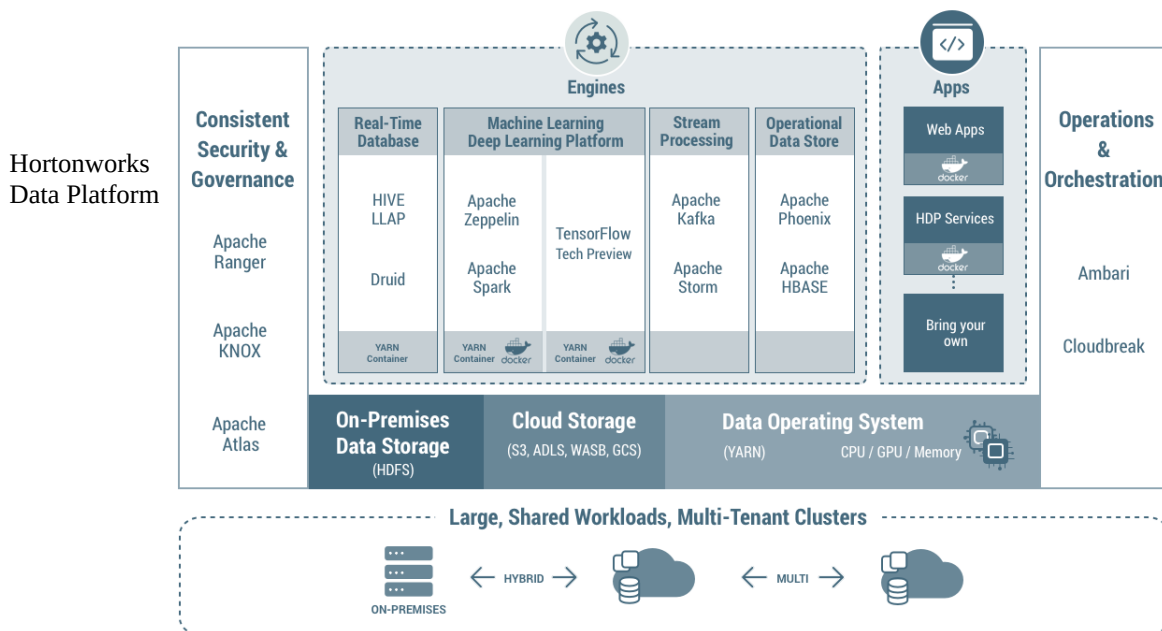 Hortonworks
Data Platform
Consistent
Security &
Governance
Apache
Ranger
Apache
KNOX
Apache
Atlas
Engines
Real-Time
Database
HIVE
LLAP
Druid
YARN
Container
Machine Learning
Deep Learning Platform
Apache
Zeppelin
Apache
Spark
YARN
Container
docker
TensorFlow
Tech Preview
YARN
Container
docker
Stream
Processing
Apache
Kafka
Apache
Storm
Operational
Data Store
Apache
Phoenix
Apache
HBASE
</>
Apps
Web Apps
docker
HDP Services
docker
Bring your
own
Operations
&
Orchestration
Ambari
Cloudbreak
On-Premises
Data Storage
(HDFS)
Cloud Storage
(S3, ADLS, WASB, GCS)
Data Operating System
(YARN)
CPU / GPU / Memory
Large, Shared Workloads, Multi-Tenant Clusters
ON-PREMISES
HYBRID
MULTI